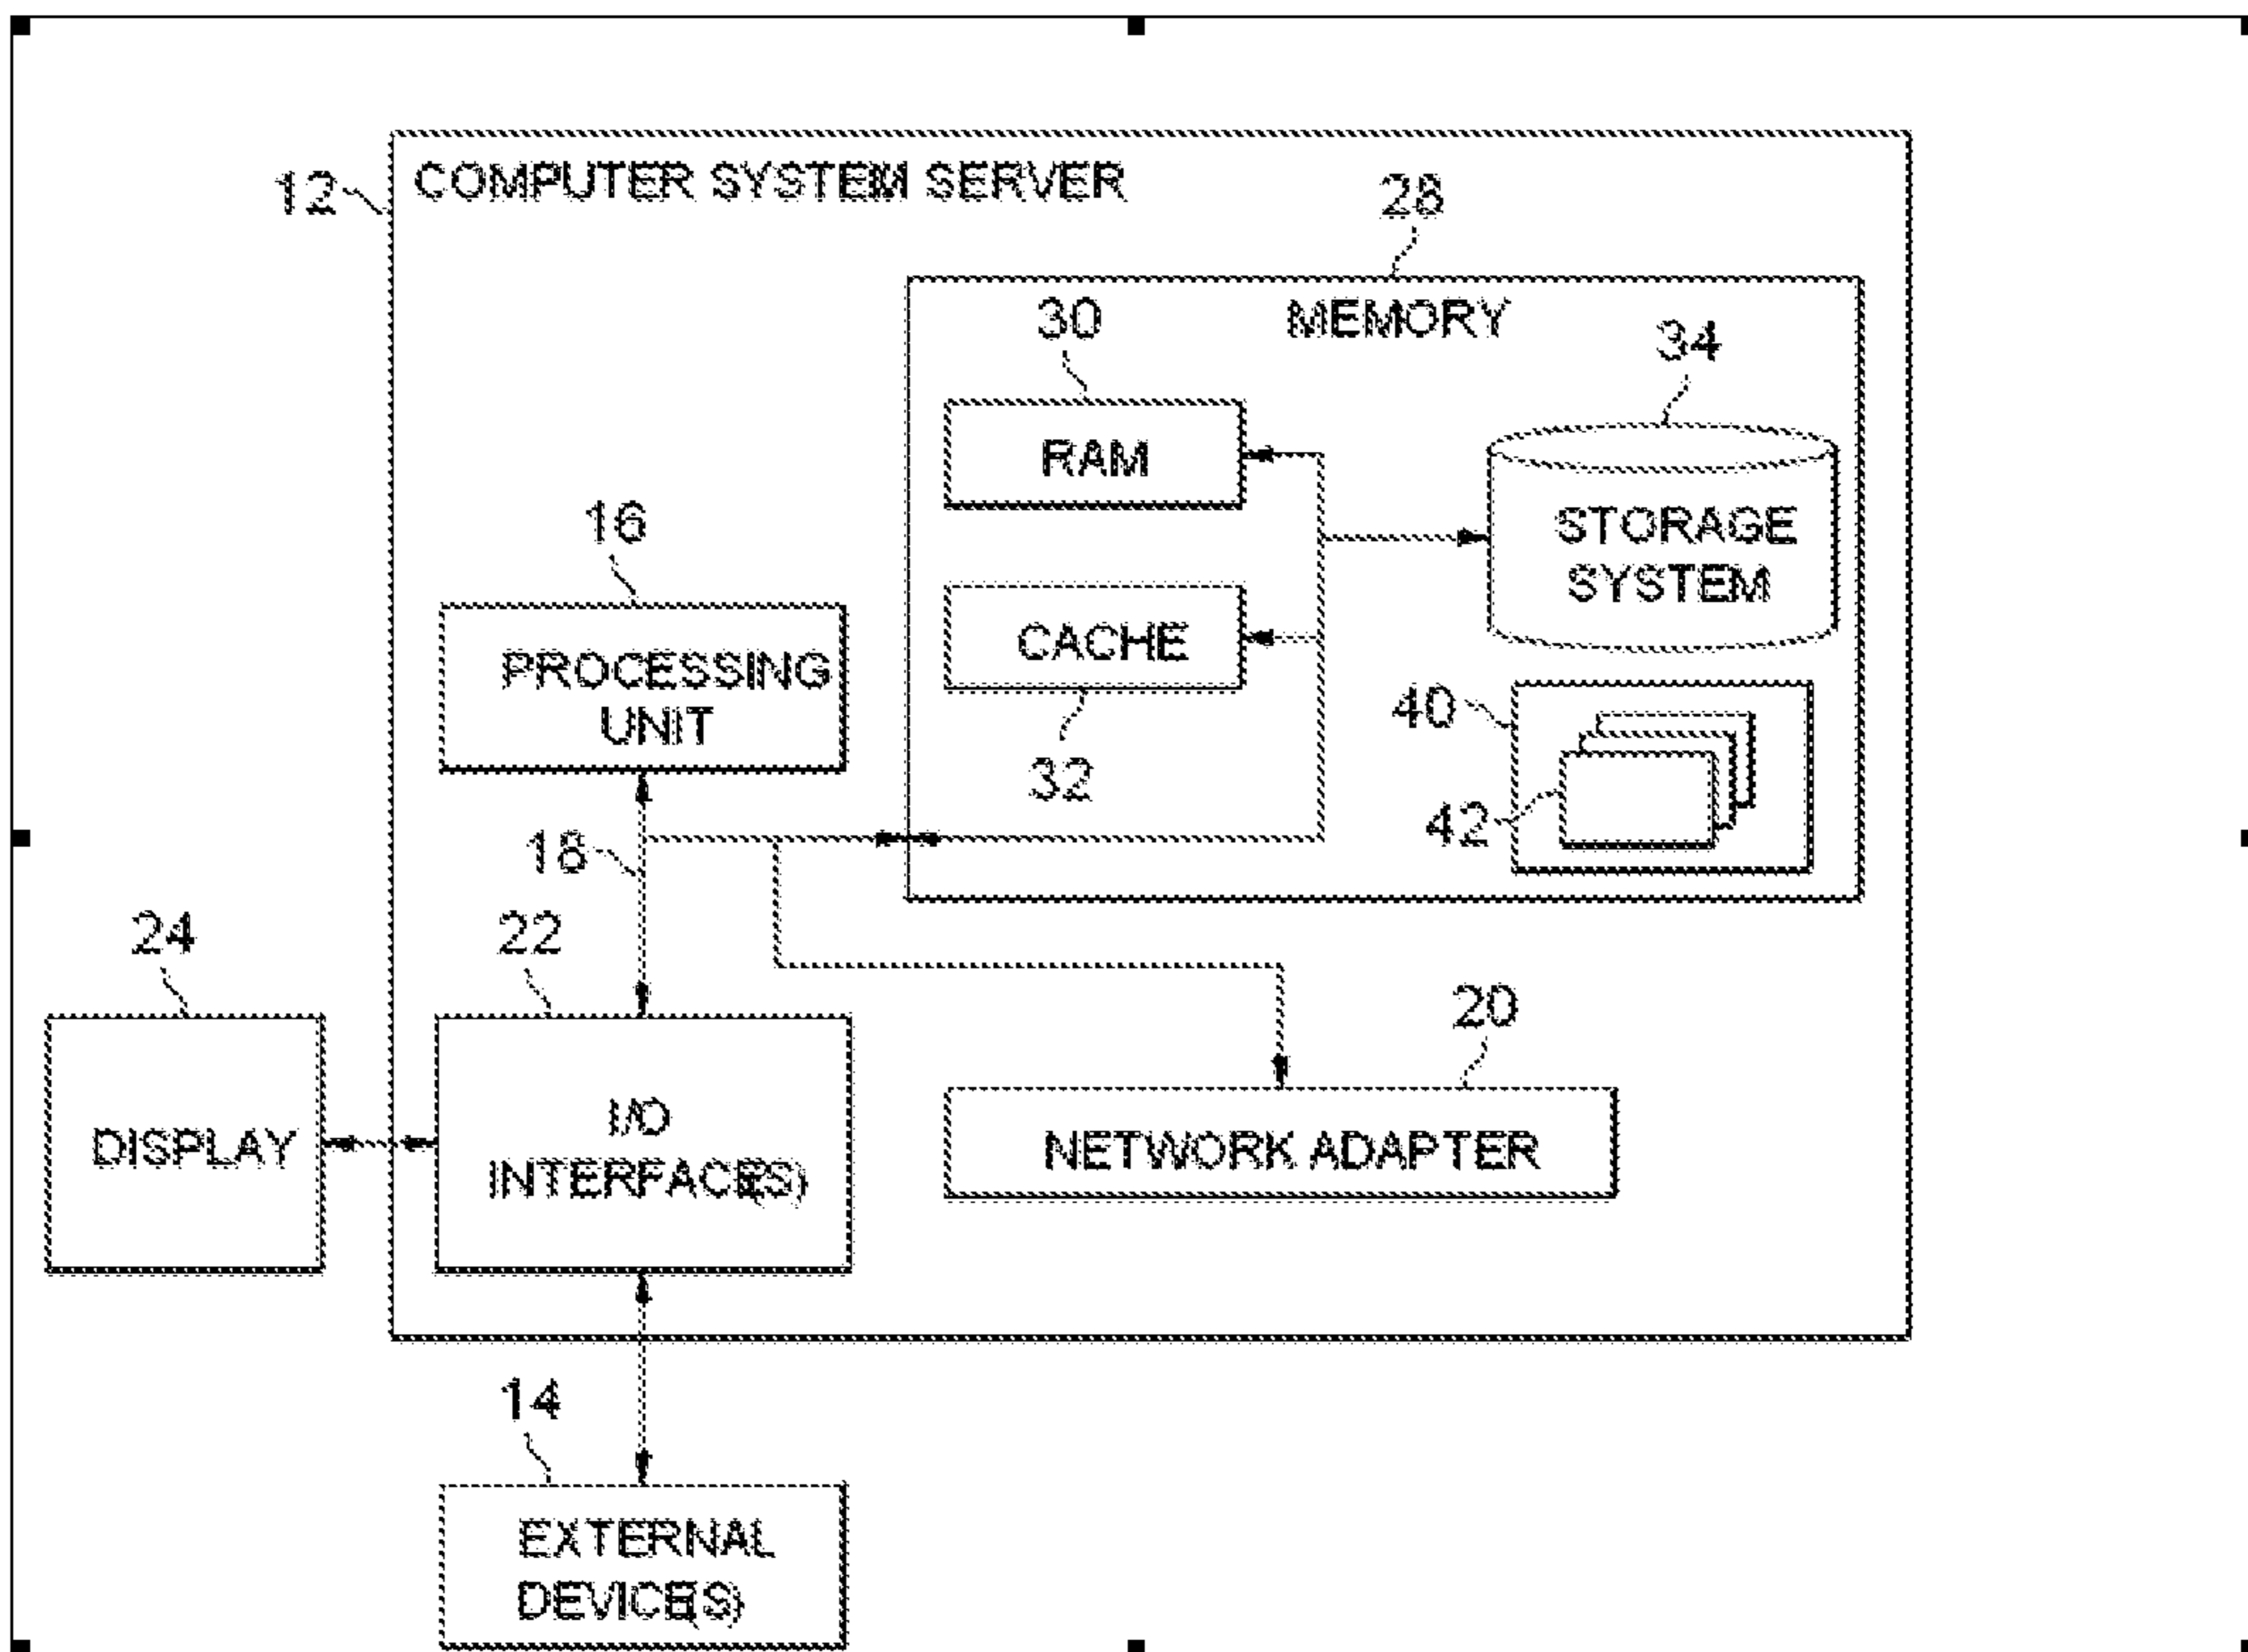 12
COMPUTER SYSTEM SERVER
28
MEMORY
30
34
RAM
STORAGE
SYSTEM
16
CACHE
PROCESSING
UNIT
32
40
42
18
24
22
20
DISPLAY
I/O
INTERFACE(S)
NETWORK ADAPTER
14
EXTERNAL
DEVICE(S)